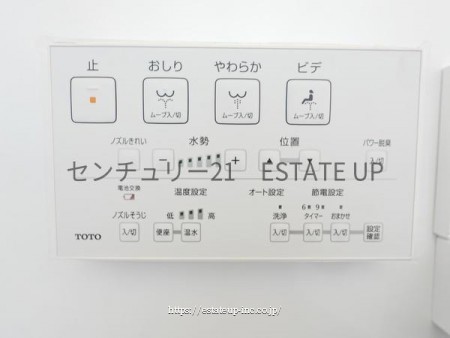 止 おしり やわらか ビデ
ムーブ入/切 ムーブ入/切 ムーブ入/切
ノズルきれい 水勢 位置 パワー脱臭
− + ▲ ▼ 入/切
センチュリー21 ESTATE UP
電池交換 温度設定 オート設定 節電設定
6 9
ノズルそうじ 低 高 洗浄 タイマー おまかせ
TOTO 入/切 便座 温水 入/切 入/切 入/切 設定確認
https://estateup-inc.co.jp/